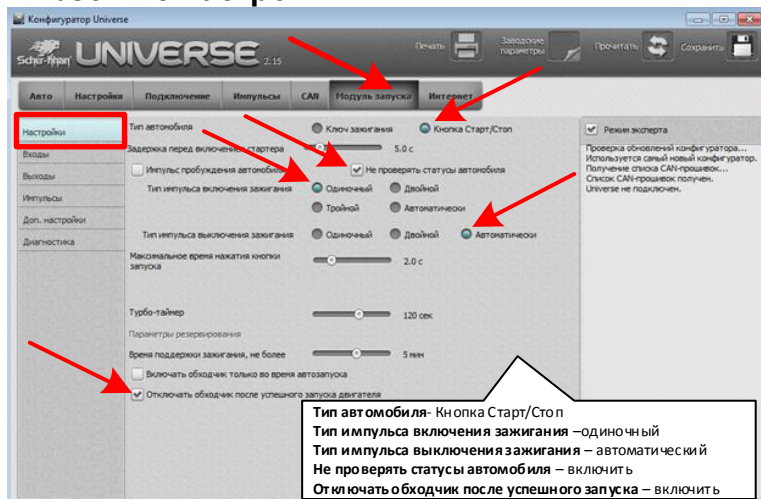 Конфигуратор Universe
Scher-Khan UNIVERSE 2.15
Печать
Заводские параметры
Прочитать
Сохранить
Авто Настройки Подключение Импульсы CAN Модуль запуска Интернет
Настройки
Входы
Выходы
Импульсы
Доп. настройки
Диагностика
Тип автомобиля Ключ зажигания Кнопка Старт/Стоп
Задержка перед включением стартера 5.0 с
Импульс пробуждения автомобиля Не проверять статусы автомобиля
Тип импульса включения зажигания Одиночный Двойной
Тройной Автоматически
Тип импульса выключения зажигания Одиночный Двойной Автоматически
Максимальное время нажатия кнопки
запуска 2.0 с
Турбо-таймер 120 сек
Параметры резервирования
Время поддержки зажигания, не более 5 мин
Включать обходчик только во время автозапуска
Отключать обходчик после успешного запуска двигателя
Режим эксперта
Проверка обновлений конфигуратора...
Используется самый новый конфигуратор.
Получение списка CAN-прошивок...
Список CAN-прошивок получен.
Universe не подключен.
Тип автомобиля- Кнопка Старт/Стоп
Тип импульса включения зажигания –одиночный
Тип импульса выключения зажигания – автоматический
Не проверять статусы автомобиля – включить
Отключать обходчик после успешного запуска – включить